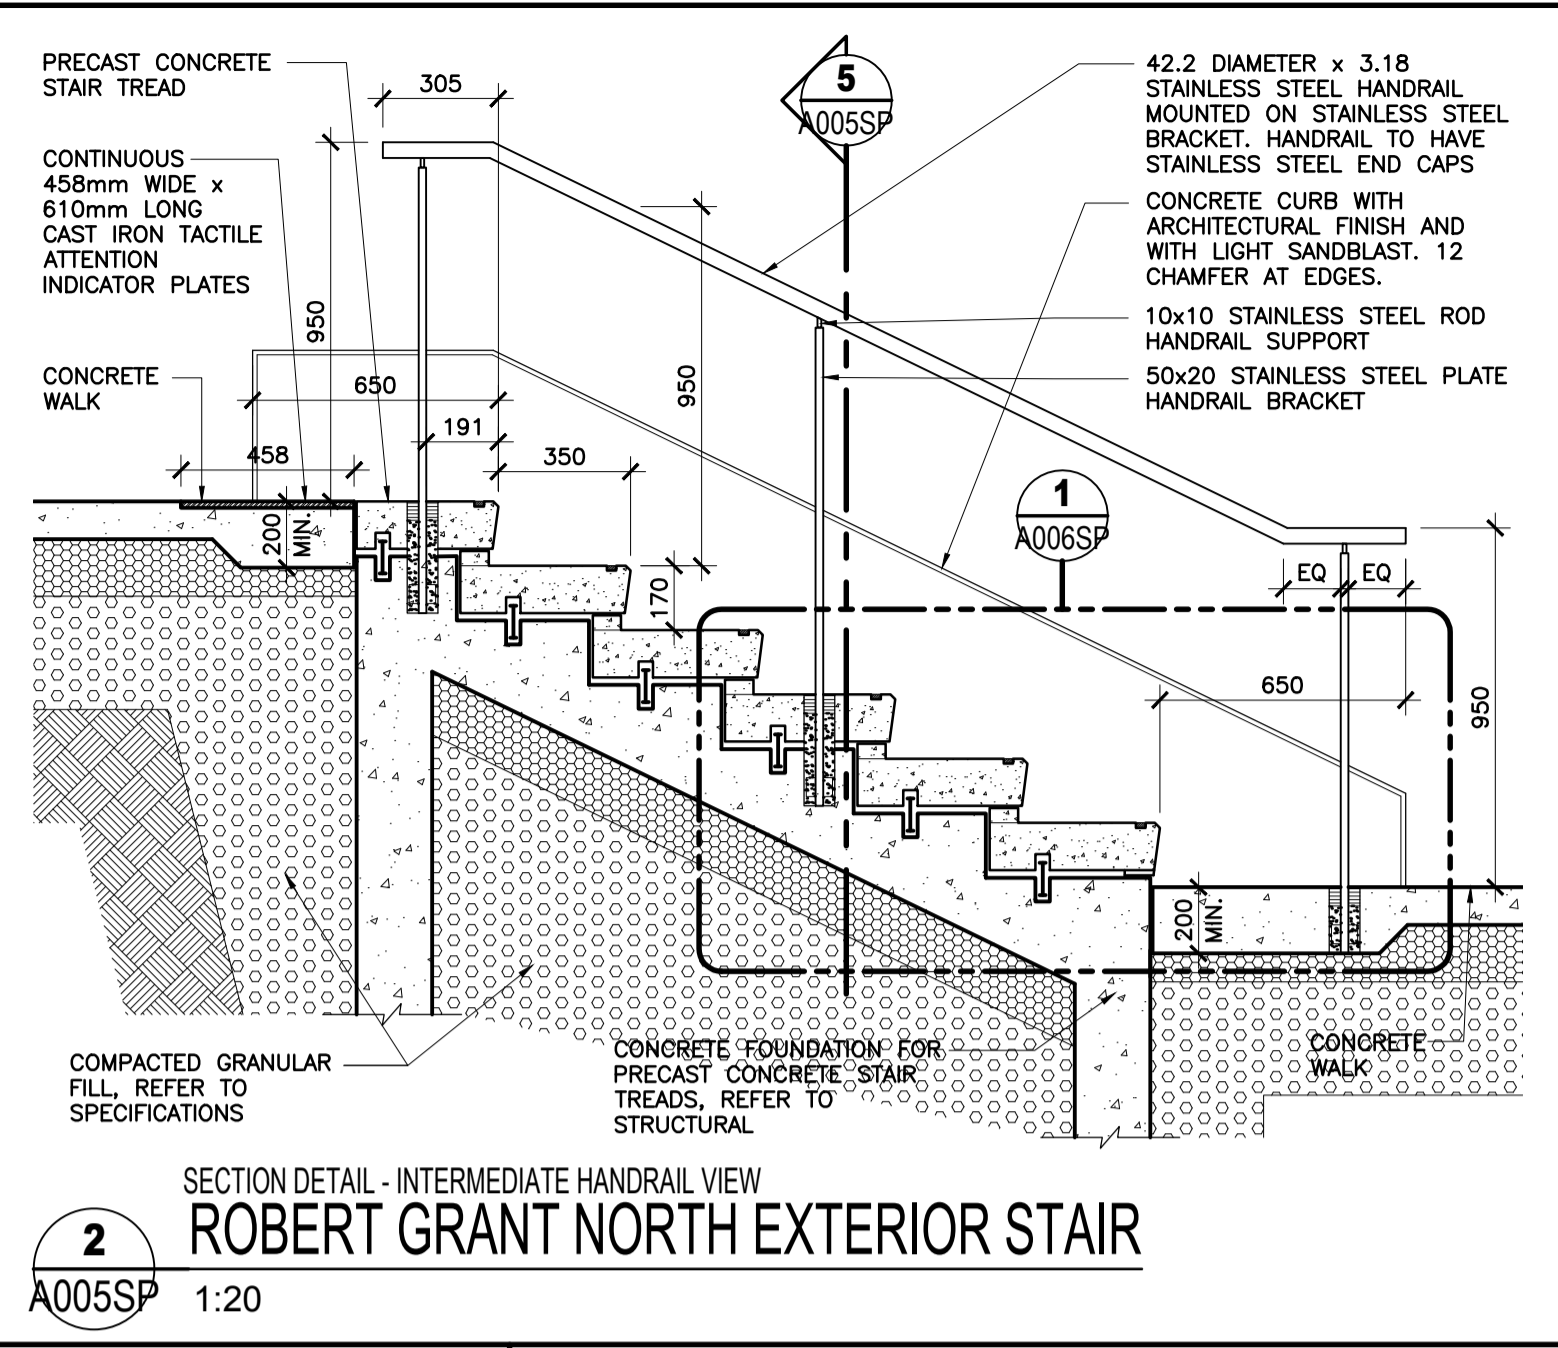 PRECAST CONCRETE
STAIR TREAD
CONTINUOUS
458mm WIDE x
610mm LONG
CAST IRON TACTILE
ATTENTION
INDICATOR PLATES
CONCRETE
WALK
305
5
A005SP
42.2 DIAMETER x 3.18
STAINLESS STEEL HANDRAIL
MOUNTED ON STAINLESS STEEL
BRACKET. HANDRAIL TO HAVE
STAINLESS STEEL END CAPS
CONCRETE CURB WITH
ARCHITECTURAL FINISH AND
WITH LIGHT SANDBLAST. 12
CHAMFER AT EDGES.
10x10 STAINLESS STEEL ROD
HANDRAIL SUPPORT
50x20 STAINLESS STEEL PLATE
HANDRAIL BRACKET
950
650
950
191
458
350
200
MIN.
170
1
A006SP
EQ
EQ
650
950
200
MIN.
COMPACTED GRANULAR
FILL, REFER TO
SPECIFICATIONS
CONCRETE FOUNDATION FOR
PRECAST CONCRETE STAIR
TREADS, REFER TO
STRUCTURAL
CONCRETE
WALK
SECTION DETAIL - INTERMEDIATE HANDRAIL VIEW
ROBERT GRANT NORTH EXTERIOR STAIR
2
A005SP
1:20